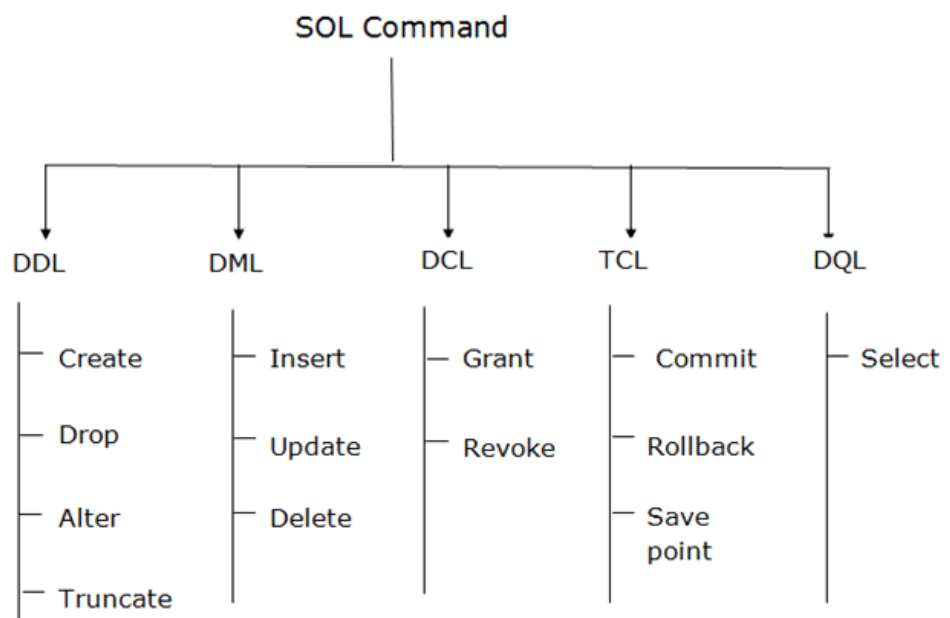 SOL Command
DDL
DML
DCL
TCL
DQL
Create
Drop
Alter
Truncate
Insert
Update
Delete
Grant
Revoke
Commit
Rollback
Save
point
Select